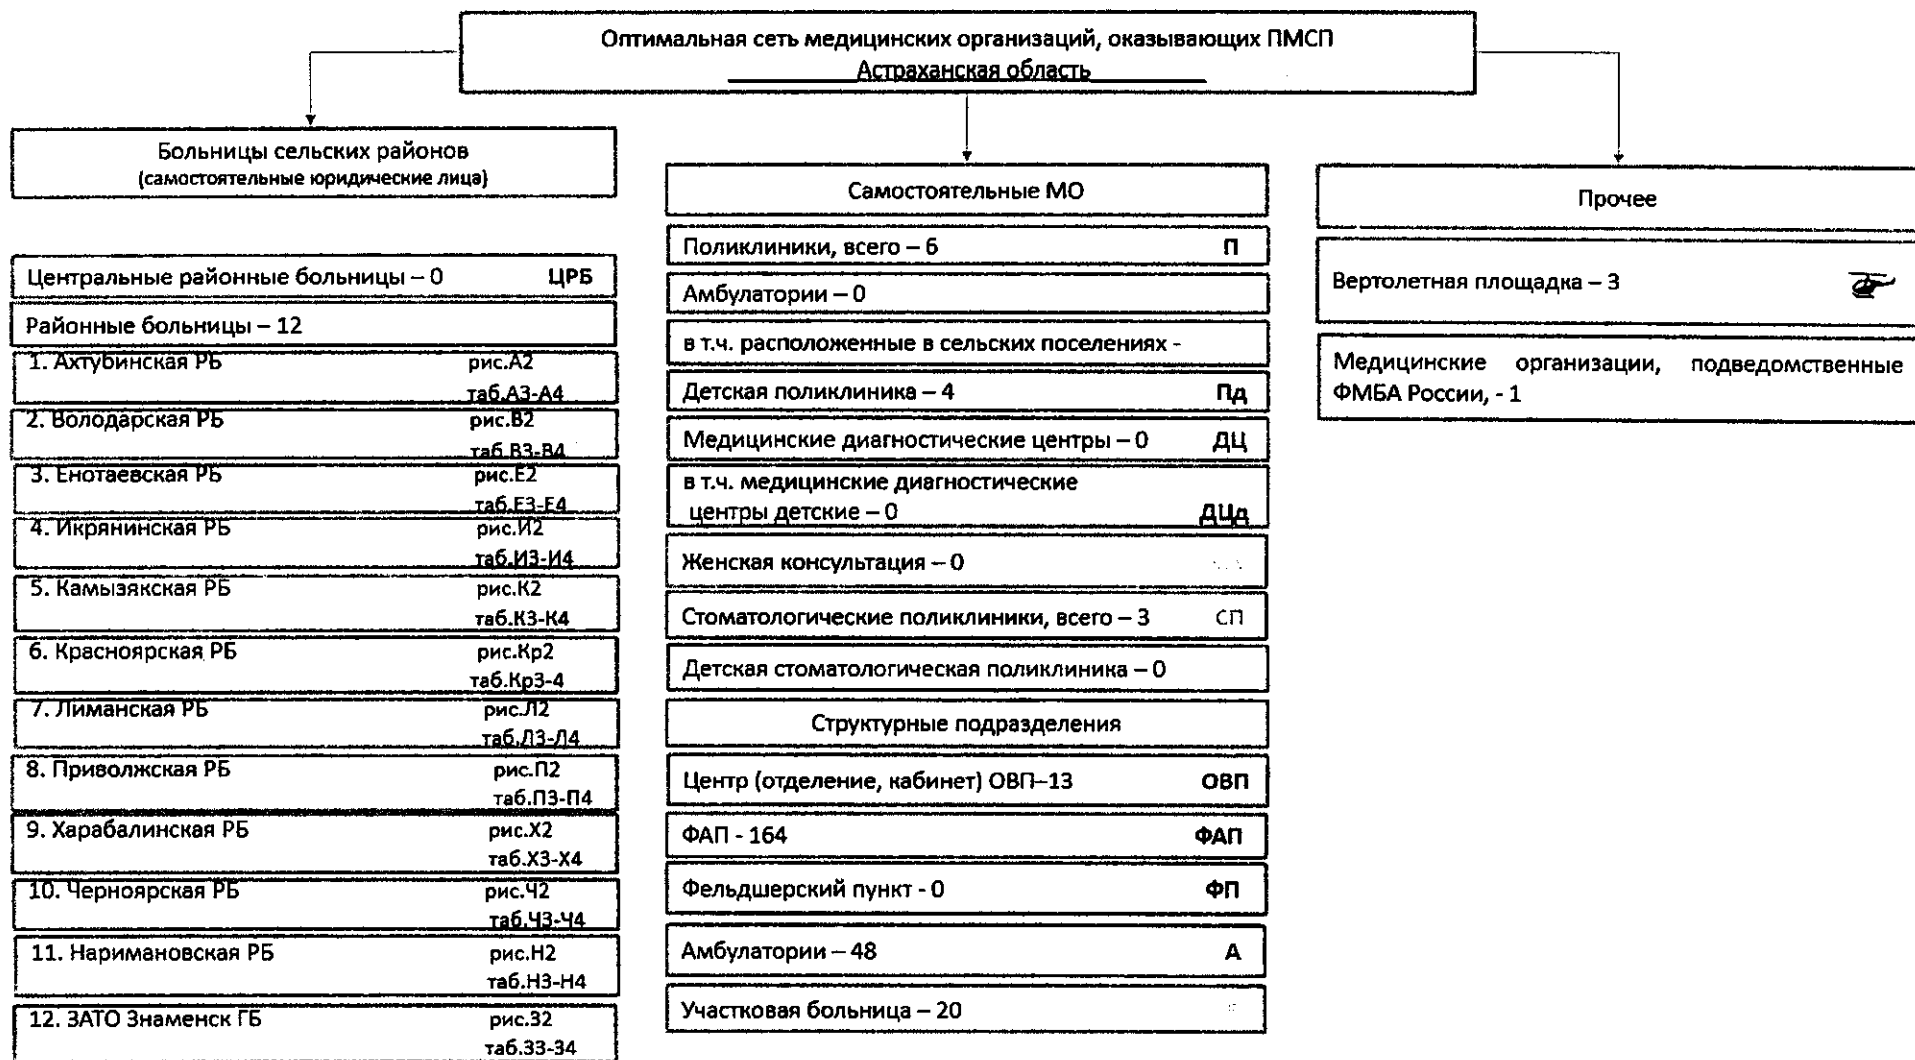 Оптимальная сеть медицинских организаций, оказывающих ПМСП
Астраханская область
Больницы сельских районов
(самостоятельные юридические лица)
Центральные районные больницы – 0 ЦРБ
Районные больницы – 12
1. Ахтубинская РБ рис.А2
таб.А3-А4
2. Володарская РБ рис.В2
таб.В3-В4
3. Енотаевская РБ рис.Е2
таб.Е3-Е4
4. Икрянинская РБ рис.И2
таб.И3-И4
5. Камызякская РБ рис.К2
таб.К3-К4
6. Красноярская РБ рис.Кр2
таб.Кр3-4
7. Лиманская РБ рис.Л2
таб.Л3-Л4
8. Приволжская РБ рис.П2
таб.П3-П4
9. Харабалинская РБ рис.Х2
таб.Х3-Х4
10. Черноярская РБ рис.Ч2
таб.Ч3-Ч4
11. Наримановская РБ рис.Н2
таб.Н3-Н4
12. ЗАТО Знаменск ГБ рис.З2
таб.З3-З4
Самостоятельные МО
Поликлиники, всего – 6 П
Амбулатории – 0
в т.ч. расположенные в сельских поселениях -
Детская поликлиника – 4 Пд
Медицинские диагностические центры – 0 ДЦ
в т.ч. медицинские диагностические
центры детские – 0 ДЦд
Женская консультация – 0
Стоматологические поликлиники, всего – 3 СП
Детская стоматологическая поликлиника – 0
Структурные подразделения
Центр (отделение, кабинет) ОВП–13 ОВП
ФАП - 164 ФАП
Фельдшерский пункт - 0 ФП
Амбулатории – 48 А
Участковая больница – 20
Прочее
Вертолетная площадка – 3
Медицинские организации, подведомственные
ФМБА России, - 1